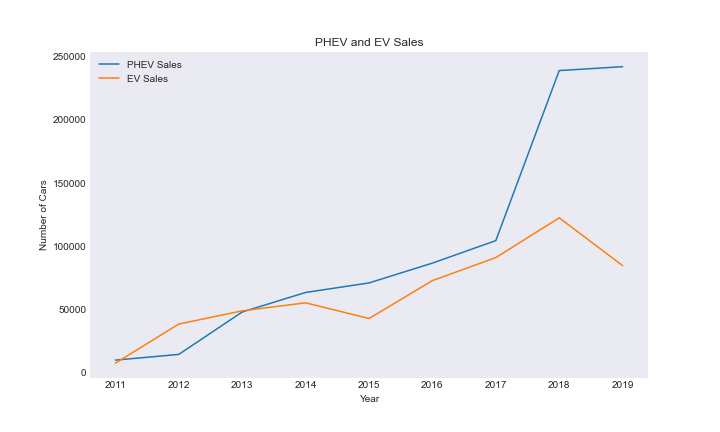 PHEV and EV Sales
250000
PHEV Sales
EV Sales
200000
150000
Number of Cars
100000
50000
0
2011 2012 2013 2014 2015 2016 2017 2018 2019
Year